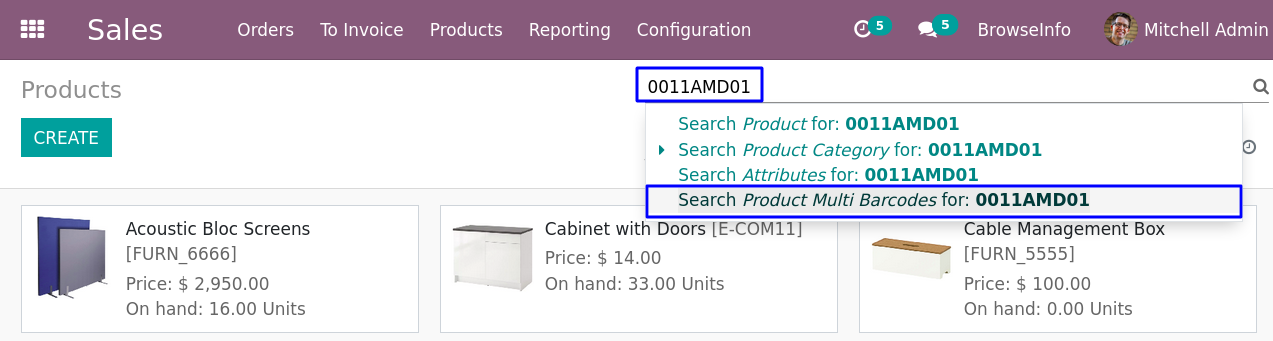 Sales Orders To Invoice Products Reporting Configuration 5 5 BrowseInfo Mitchell Admin
Products 0011AMD01
CREATE
Search Product for: 0011AMD01
Search Product Category for: 0011AMD01
Search Attributes for: 0011AMD01
Search Product Multi Barcodes for: 0011AMD01
Acoustic Bloc Screens
[FURN_6666]
Price: $ 2,950.00
On hand: 16.00 Units
Cabinet with Doors [E-COM11]
Price: $ 14.00
On hand: 33.00 Units
Cable Management Box
[FURN_5555]
Price: $ 100.00
On hand: 0.00 Units